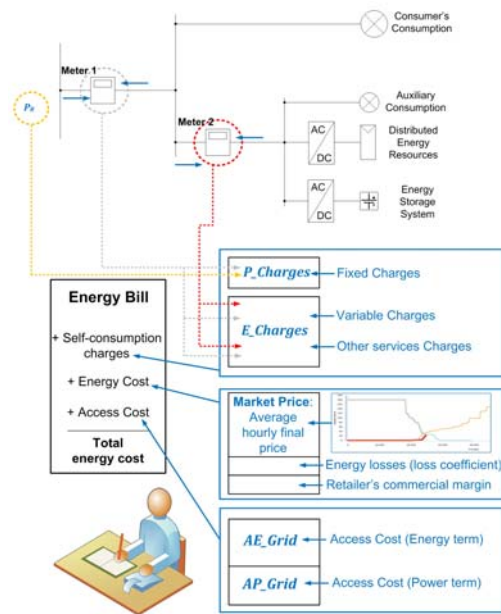 Consumer's
Consumption
Meter 1
Auxiliary
Consumption
Meter 2
AC
DC
Distributed
Energy
Resources
AC
DC
Energy
Storage
System
P_Charges
Fixed Charges
Energy Bill
E_Charges
Variable Charges
Other services Charges
+ Self-consumption
charges
+ Energy Cost
+ Access Cost
Total
energy cost
Market Price:
Average
hourly final
price
Energy losses (loss coefficient)
Retailer's commercial margin
AE_Grid
Access Cost (Energy term)
AP_Grid
Access Cost (Power term)